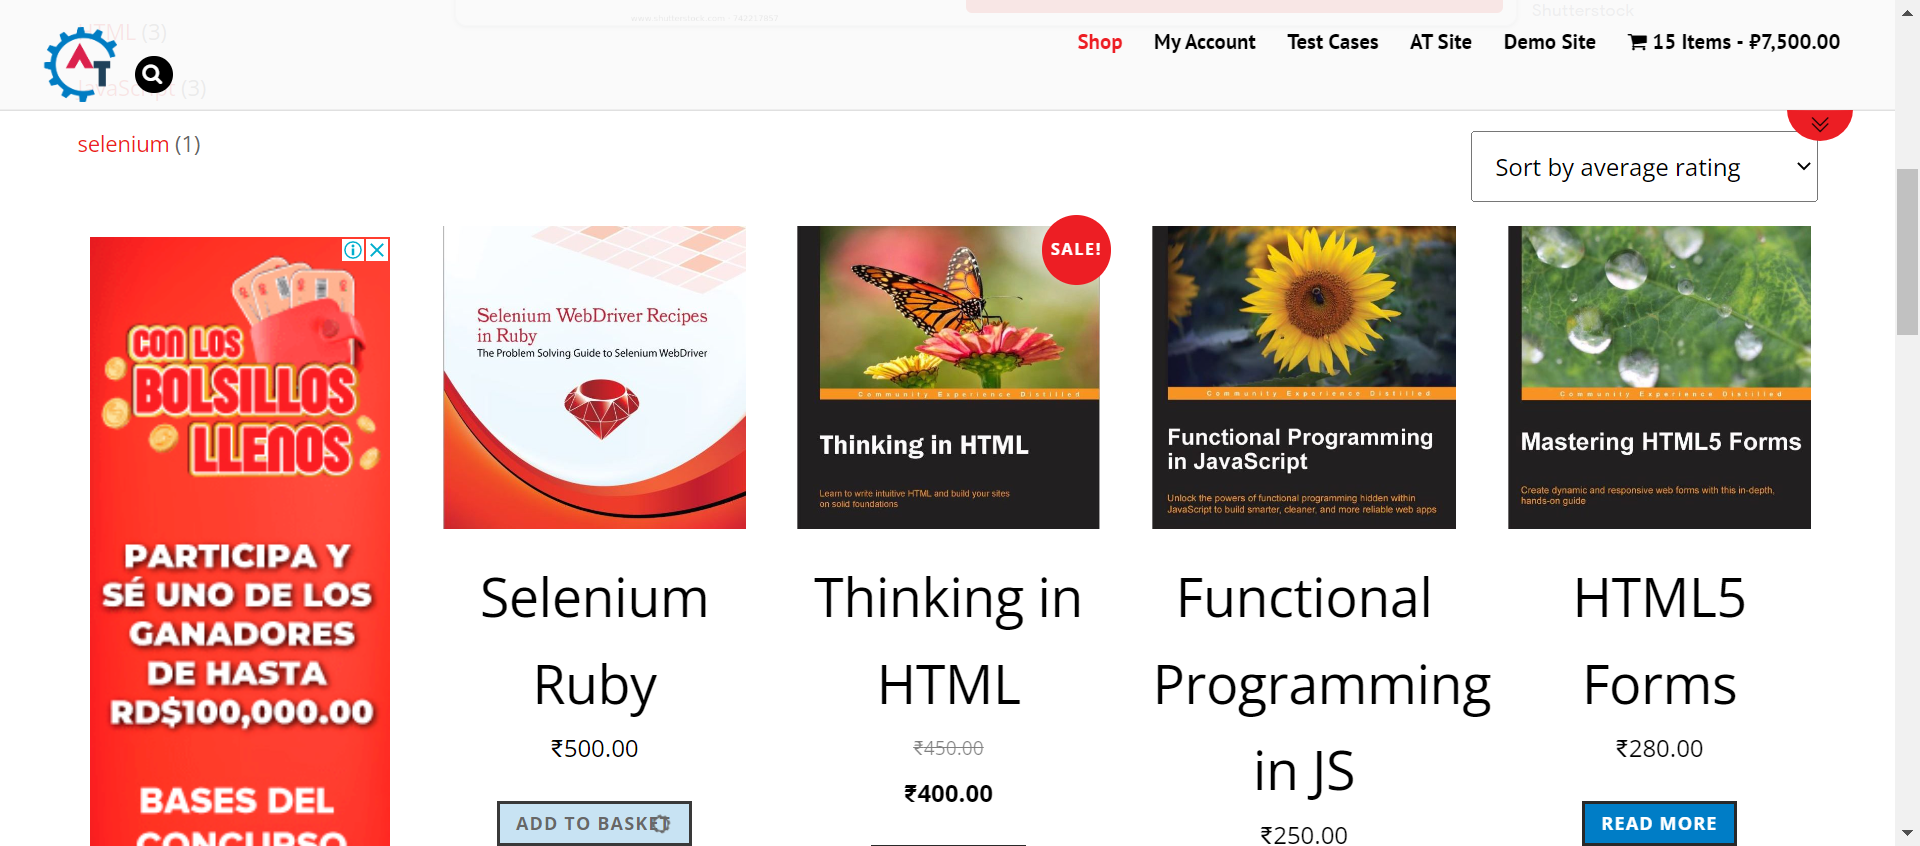 www.shutterstock.com · 742217857
Shutterstock
HTML (3)
JavaScript (3)
AT
Shop
My Account
Test Cases
AT Site
Demo Site
15 Items - ₽7,500.00
selenium (1)
Sort by average rating
CON LOS
BOLSILLOS
LLENOS
PARTICIPA Y
SÉ UNO DE LOS
GANADORES
DE HASTA
RD$100,000.00
BASES DEL
CONCURSO
Selenium WebDriver Recipes
in Ruby
The Problem Solving Guide to Selenium WebDriver
Selenium
Ruby
₹500.00
ADD TO BASKET
SALE!
Community Experience Distilled
Thinking in HTML
Learn to write intuitive HTML and build your sites
on solid foundations
Thinking in
HTML
₹450.00
₹400.00
Community Experience Distilled
Functional Programming
in JavaScript
Unlock the powers of functional programming hidden within
JavaScript to build smarter, cleaner, and more reliable web apps
Functional
Programming
in JS
₹250.00
Community Experience Distilled
Mastering HTML5 Forms
Create dynamic and responsive web forms with this in-depth,
hands-on guide
HTML5
Forms
₹280.00
READ MORE